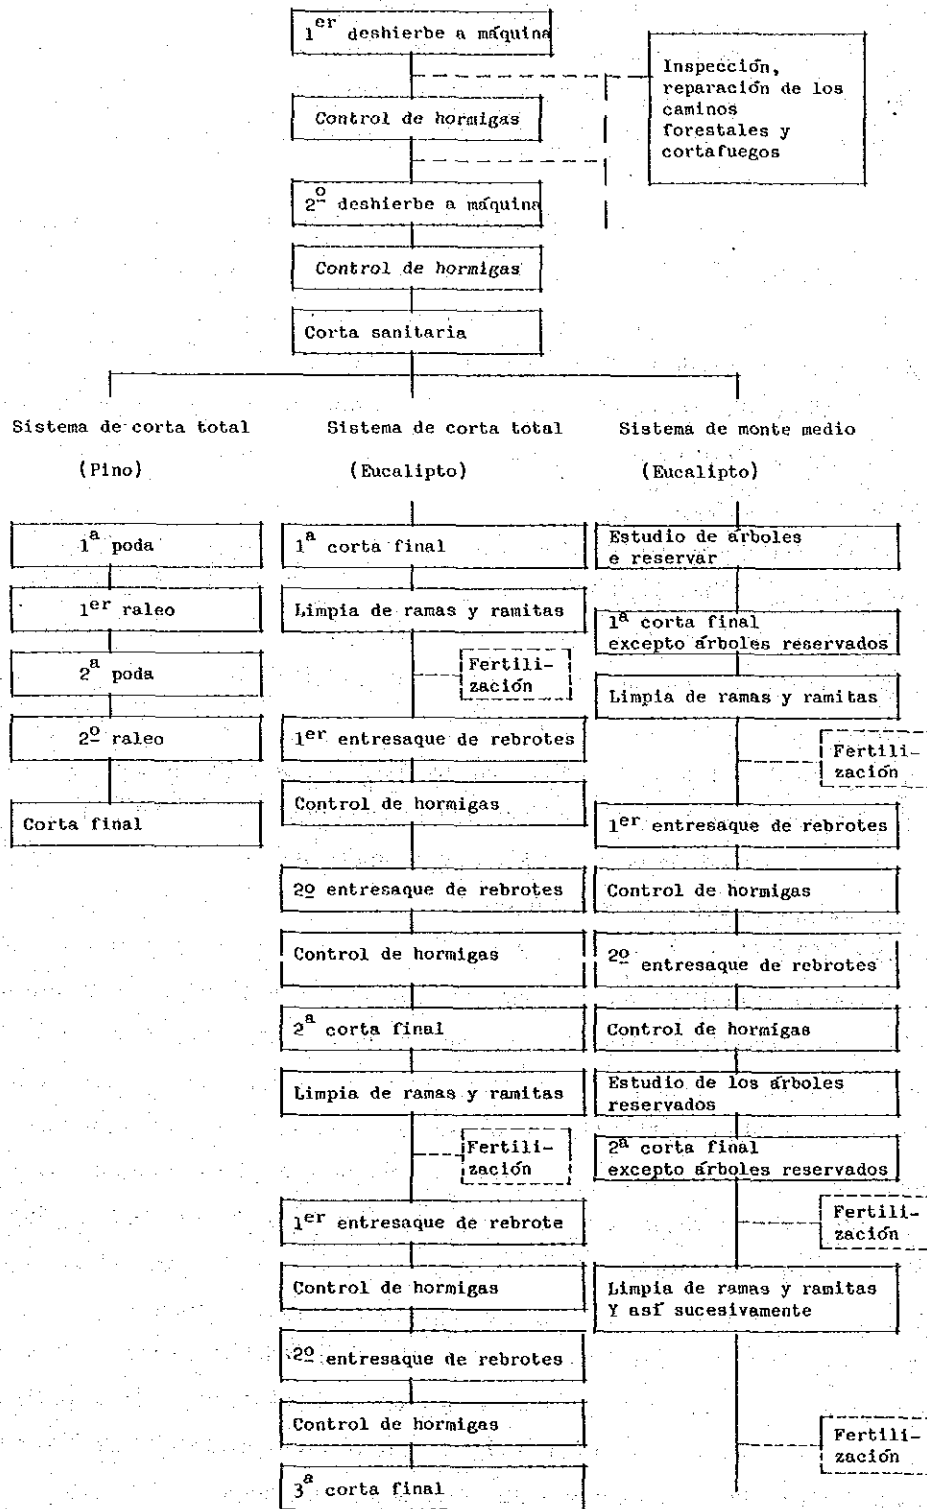 1er deshierbe a máquina
Inspección,
reparación de los
caminos
forestales y
cortafuegos
Control de hormigas
2º deshierbe a máquina
Control de hormigas
Corta sanitaria
Sistema de corta total
(Pino)
1a poda
1er raleo
2a poda
2º raleo
Corta final
Sistema de corta total
(Eucalipto)
1a corta final
Limpia de ramas y ramitas
Fertili-
zación
1er entresaque de rebrotes
Control de hormigas
2º entresaque de rebrotes
Control de hormigas
2a corta final
Limpia de ramas y ramitas
Fertili-
zación
1er entresaque de rebrote
Control de hormigas
2º entresaque de rebrotes
Control de hormigas
3a corta final
Sistema de monte medio
(Eucalipto)
Estudio de árboles
e reservar
1a corta final
excepto árboles reservados
Limpia de ramas y ramitas
Fertili-
zación
1er entresaque de rebrotes
Control de hormigas
2º entresaque de rebrotes
Control de hormigas
Estudio de los árboles
reservados
2a corta final
excepto árboles reservados
Fertili-
zación
Limpia de ramas y ramitas
Y así sucesivamente
Fertili-
zación